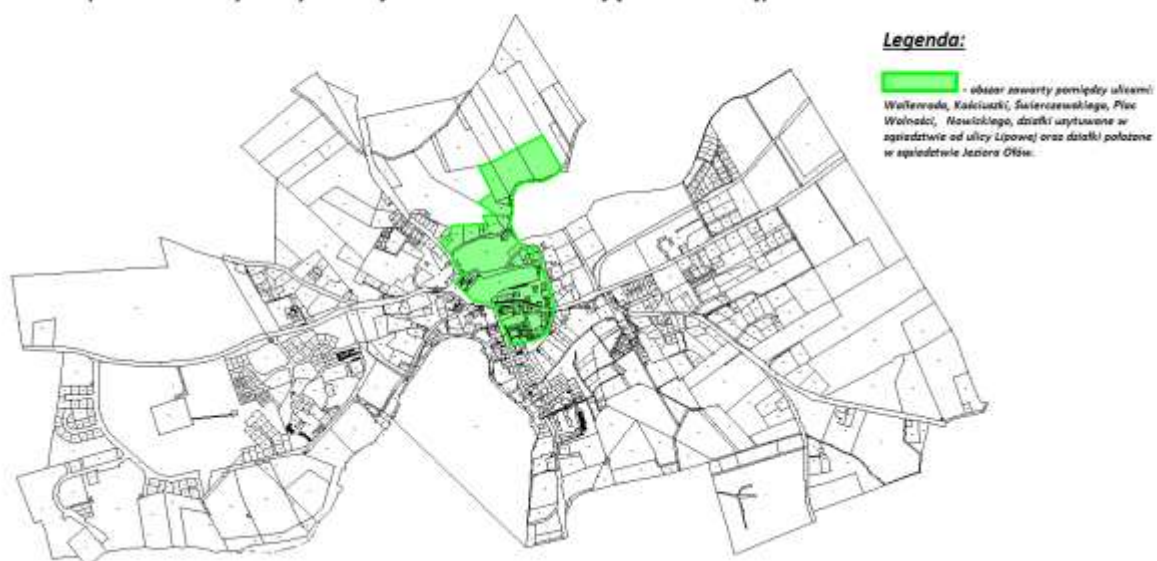 Legenda:
- obszar zawarty pomiędzy ulicami:
Wallenroda, Kościuszki, Świerczewskiego, Plac
Wolności, Nowickiego, działki usytuowane w
sąsiedztwie od ulicy Lipowej oraz działki położone
w sąsiedztwie Jeziora Ołów.